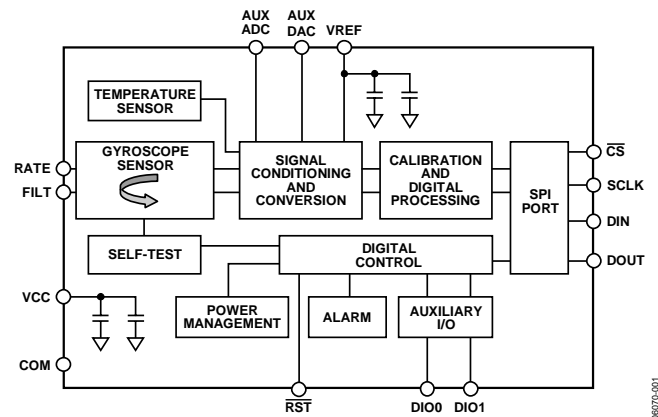 AUX
ADC
AUX
DAC
VREF
TEMPERATURE
SENSOR
RATE
FILT
GYROSCOPE
SENSOR
SIGNAL
CONDITIONING
AND
CONVERSION
CALIBRATION
AND
DIGITAL
PROCESSING
SPI
PORT
CS
SCLK
DIN
DOUT
SELF-TEST
DIGITAL
CONTROL
VCC
POWER
MANAGEMENT
ALARM
AUXILIARY
I/O
COM
RST
DIO0
DIO1
06070-001